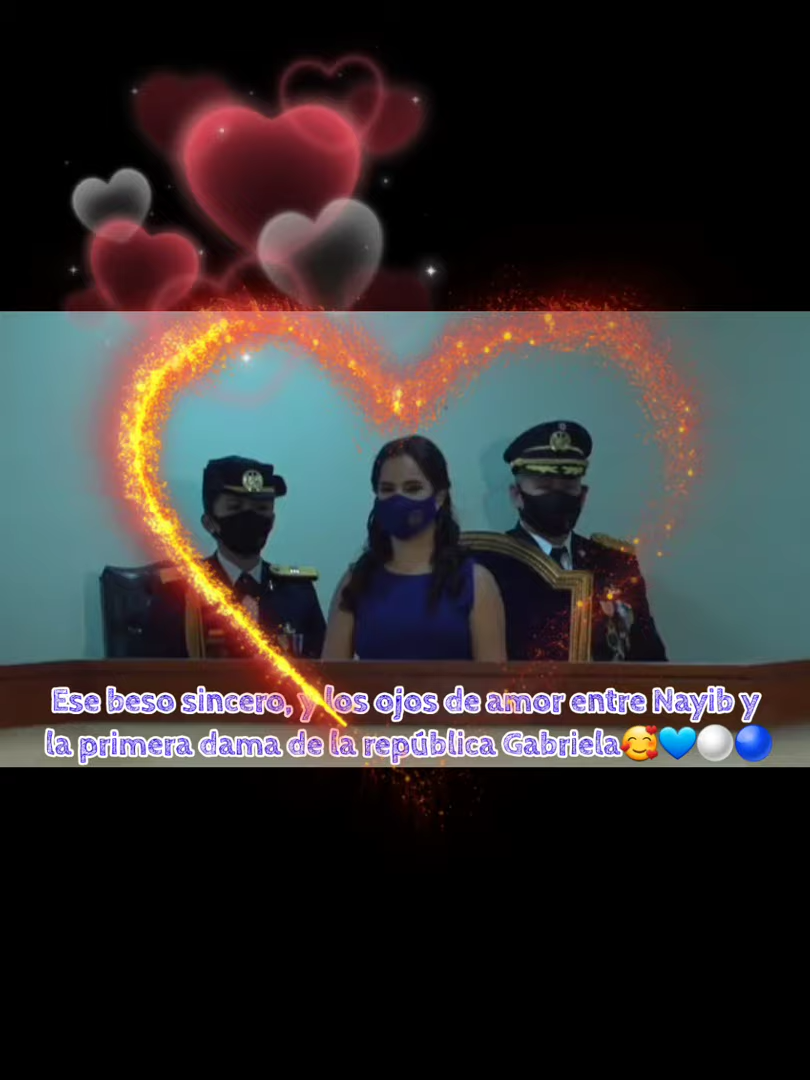 Ese beso sincero, y los ojos de amor entre Nayib y
la primera dama de la república Gabriela🥰💙⚪🔵